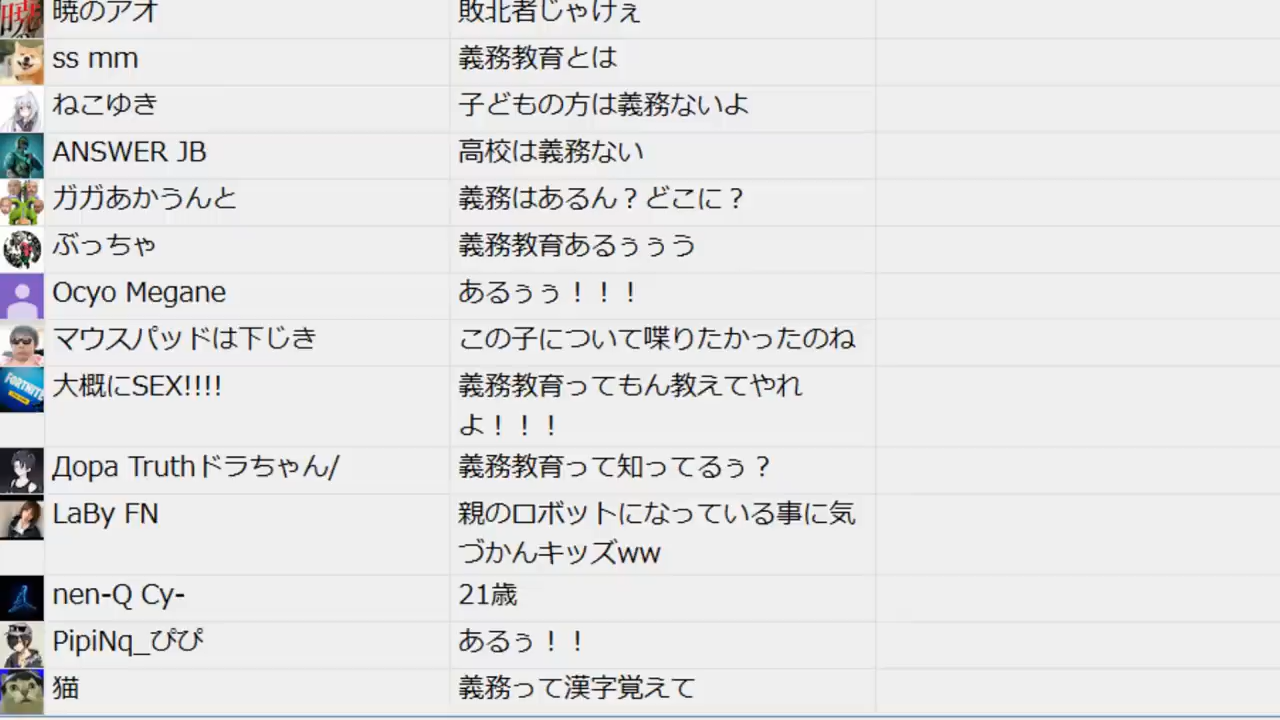 暁のアオ 敗北者じゃけぇ
ss mm 義務教育とは
ねこゆき 子どもの方は義務ないよ
ANSWER JB 高校は義務ない
ガガあかうんと 義務はあるん？どこに？
ぶっちゃ 義務教育あるぅぅう
Ocyo Megane あるぅぅ！！！
マウスパッドは下じき この子について喋りたかったのね
大概にSEX!!!! 義務教育ってもん教えてやれ
よ！！！
Дора Truthドラちゃん/ 義務教育って知ってるぅ？
LaBy FN 親のロボットになっている事に気
づかんキッズww
nen-Q Cy- 21歳
PipiNq_ぴぴ あるぅ！！
猫 義務って漢字覚えて
FORTNITE